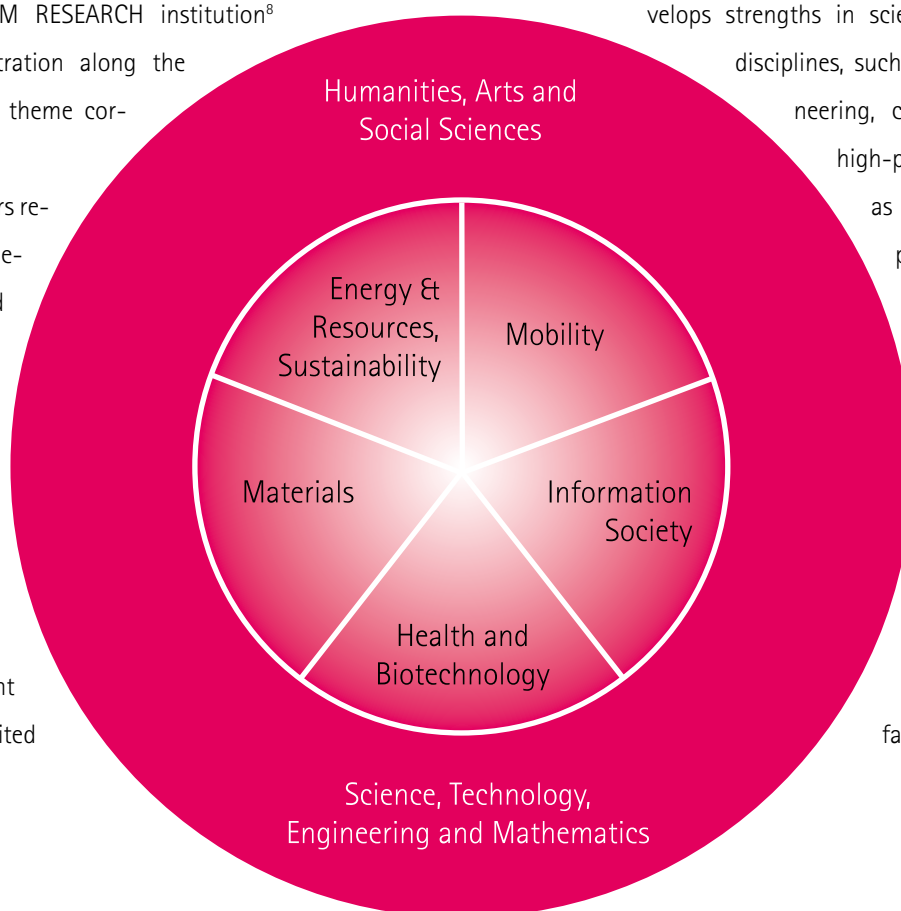 M RESEARCH institution⁸
tration along the
theme cor-
rs re-
e-
nt
ited
Humanities, Arts and
Social Sciences
Energy &
Resources,
Sustainability
Mobility
Materials
Information
Society
Health and
Biotechnology
Science, Technology,
Engineering and Mathematics
velops strengths in scie
disciplines, such
neering, c
high-p
as
p
fa